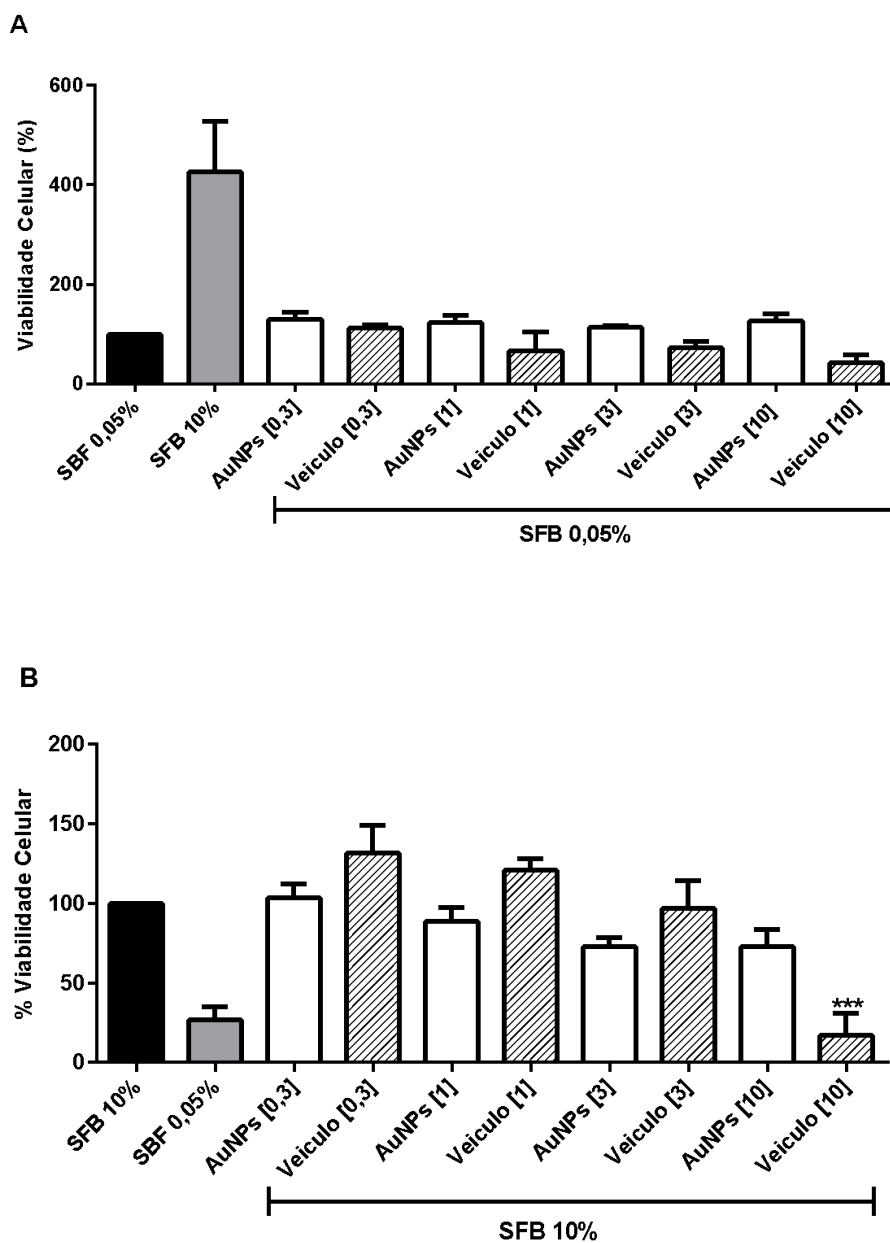 A
Viabilidade Celular (%)
600
400
200
0
SBF 0,05%
SFB 10%
AuNPs [0,3]
Veiculo [0,3]
AuNPs [1]
Veiculo [1]
AuNPs [3]
Veiculo [3]
AuNPs [10]
Veiculo [10]
SFB 0,05%
B
% Viabilidade Celular
200
150
100
50
0
***
SFB 10%
SBF 0,05%
AuNPs [0,3]
Veiculo [0,3]
AuNPs [1]
Veiculo [1]
AuNPs [3]
Veiculo [3]
AuNPs [10]
Veiculo [10]
SFB 10%